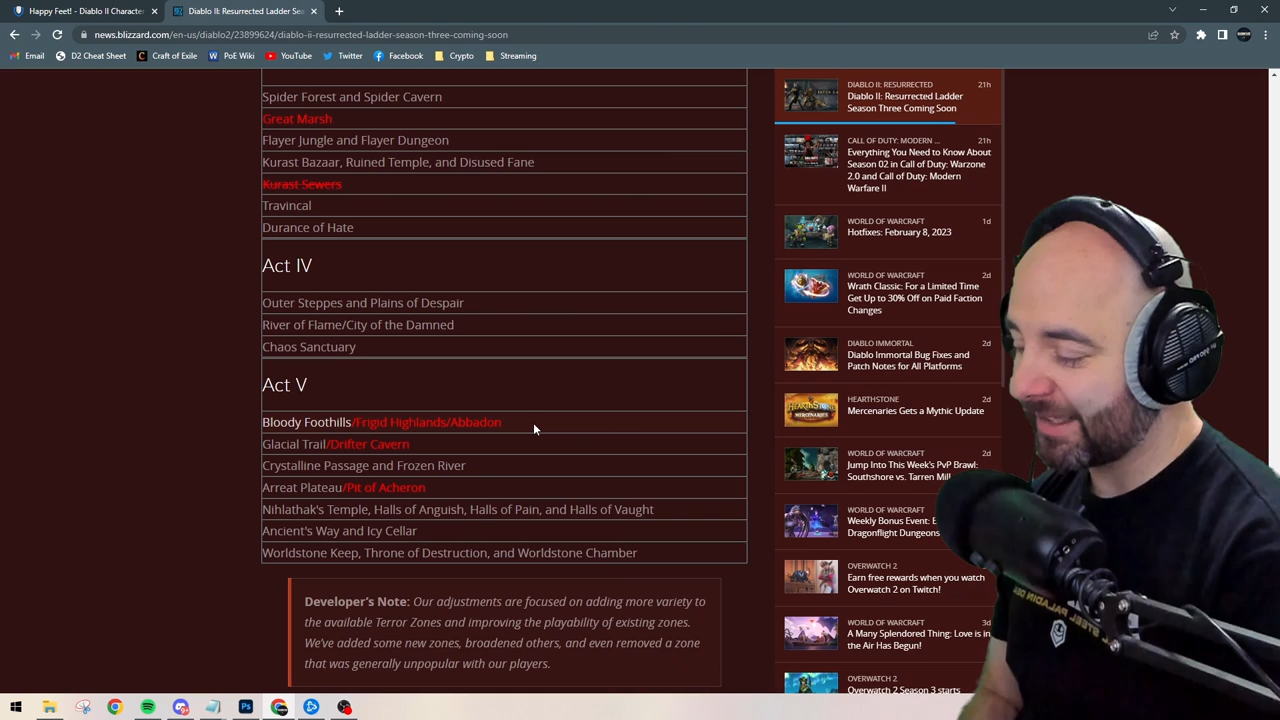 Happy Feet! - Diablo II Character
Diablo II: Resurrected Ladder Sea
news.blizzard.com/en-us/diablo2/23899624/diablo-ii-resurrected-ladder-season-three-coming-soon
Email
D2 Cheat Sheet
Craft of Exile
PoE Wiki
YouTube
Twitter
Facebook
Crypto
Streaming
Spider Forest and Spider Cavern
Great Marsh
Flayer Jungle and Flayer Dungeon
Kurast Bazaar, Ruined Temple, and Disused Fane
Kurast Sewers
Travincal
Durance of Hate
Act IV
Outer Steppes and Plains of Despair
River of Flame/City of the Damned
Chaos Sanctuary
Act V
Bloody Foothills/Frigid Highlands/Abbadon
Glacial Trail/Drifter Cavern
Crystalline Passage and Frozen River
Arreat Plateau/Pit of Acheron
Nihlathak's Temple, Halls of Anguish, Halls of Pain, and Halls of Vaught
Ancient's Way and Icy Cellar
Worldstone Keep, Throne of Destruction, and Worldstone Chamber
Developer's Note: Our adjustments are focused on adding more variety to
the available Terror Zones and improving the playability of existing zones.
We've added some new zones, broadened others, and even removed a zone
that was generally unpopular with our players.
DIABLO II: RESURRECTED 21h
Diablo II: Resurrected Ladder
Season Three Coming Soon
CALL OF DUTY: MODERN ... 21h
Everything You Need to Know About
Season 02 in Call of Duty: Warzone
2.0 and Call of Duty: Modern
Warfare II
WORLD OF WARCRAFT 1d
Hotfixes: February 8, 2023
WORLD OF WARCRAFT 2d
Wrath Classic: For a Limited Time
Get Up to 30% Off on Paid Faction
Changes
DIABLO IMMORTAL 2d
Diablo Immortal Bug Fixes and
Patch Notes for All Platforms
HEARTHSTONE 2d
Mercenaries Gets a Mythic Update
WORLD OF WARCRAFT 2d
Jump Into This Week's PvP Brawl:
Southshore vs. Tarren Mill
WORLD OF WARCRAFT
Weekly Bonus Event:
Dragonflight Dungeons
OVERWATCH 2
Earn free rewards when you watch
Overwatch 2 on Twitch!
WORLD OF WARCRAFT 3d
A Many Splendored Thing: Love is in
the Air Has Begun!
OVERWATCH 2
Overwatch 2 Season 3 starts